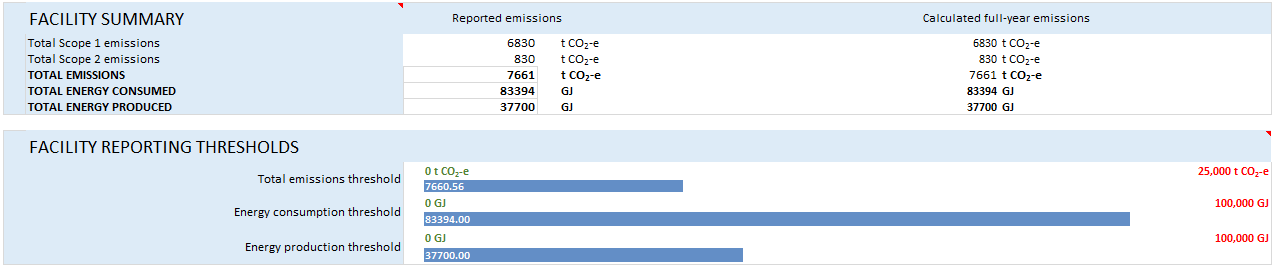 FACILITY SUMMARY Reported emissions Calculated full-year emissions
Total Scope 1 emissions 6830 t CO₂-e 6830 t CO₂-e
Total Scope 2 emissions 830 t CO₂-e 830 t CO₂-e
TOTAL EMISSIONS 7661 t CO₂-e 7661 t CO₂-e
TOTAL ENERGY CONSUMED 83394 GJ 83394 GJ
TOTAL ENERGY PRODUCED 37700 GJ 37700 GJ
FACILITY REPORTING THRESHOLDS
0 t CO₂-e 25,000 t CO₂-e
Total emissions threshold 7660.56
0 GJ 100,000 GJ
Energy consumption threshold 83394.00
0 GJ 100,000 GJ
Energy production threshold 37700.00